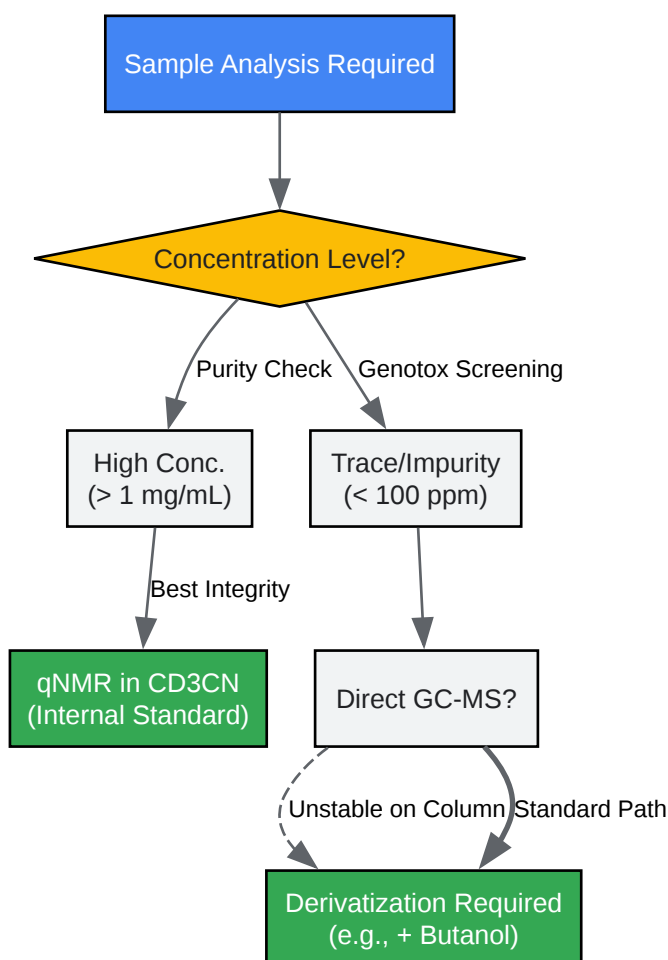 Sample Analysis Required
Concentration Level?
Purity Check
Genotox Screening
High Conc.
(> 1 mg/mL)
Trace/Impurity
(< 100 ppm)
Best Integrity
qNMR in CD3CN
(Internal Standard)
Direct GC-MS?
Unstable on Column
Standard Path
Derivatization Required
(e.g., + Butanol)